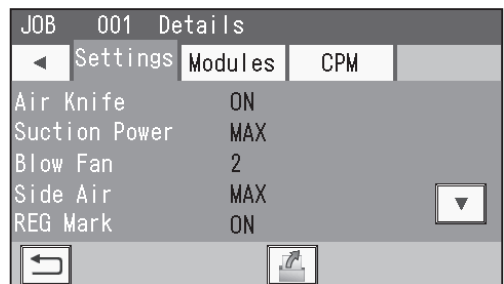 JOB 001 Details
◄ Settings Modules CPM
Air Knife ON
Suction Power MAX
Blow Fan 2
Side Air MAX
REG Mark ON